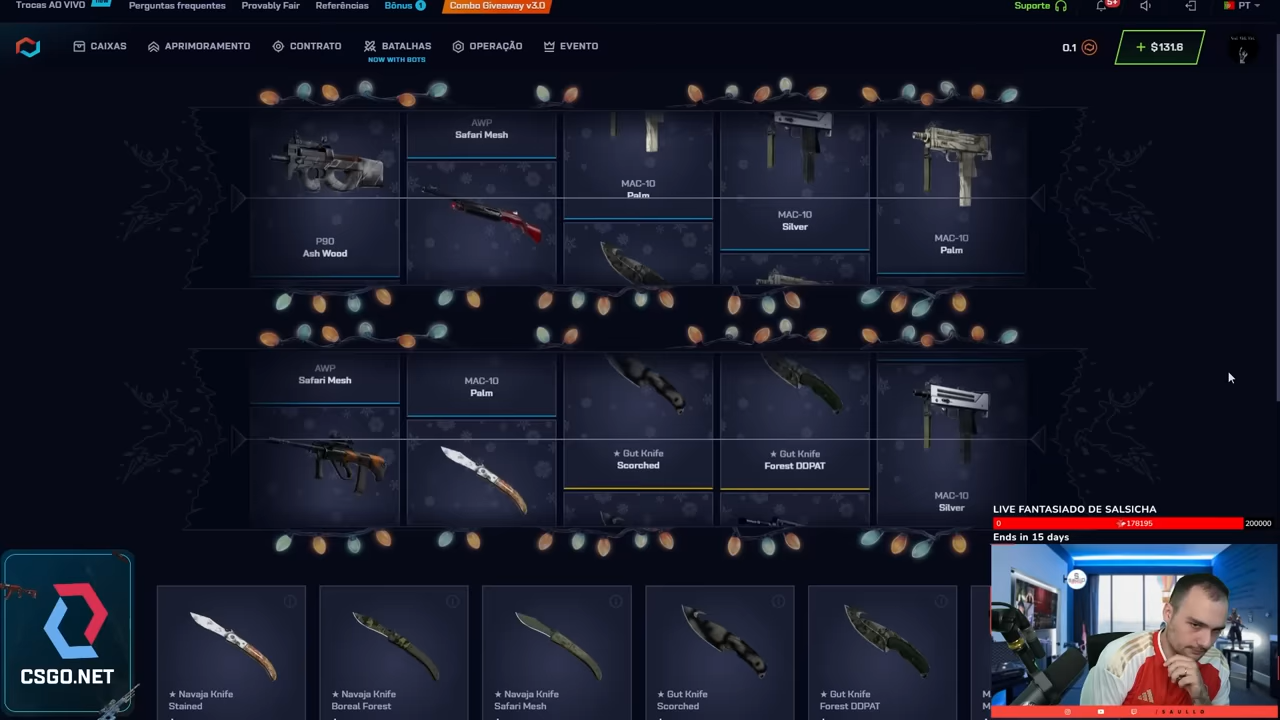 Trocas AO VIVO
Perguntas frequentes
Provably Fair
Referências
Bônus 1
Combo Giveaway v3.0
Suporte
5+
PT
CAIXAS
APRIMORAMENTO
CONTRATO
BATALHAS
NOW WITH BOTS
OPERAÇÃO
EVENTO
0.1
+ $131.6
P90
Ash Wood
AWP
Safari Mesh
MAC-10
Palm
MAC-10
Silver
MAC-10
Palm
AWP
Safari Mesh
MAC-10
Palm
★ Gut Knife
Scorched
★ Gut Knife
Forest DDPAT
MAC-10
Silver
LIVE FANTASIADO DE SALSICHA
0
178195
200000
Ends in 15 days
CSGO.NET
★ Navaja Knife
Stained
★ Navaja Knife
Boreal Forest
★ Navaja Knife
Safari Mesh
★ Gut Knife
Scorched
★ Gut Knife
Forest DDPAT
/SAULLO